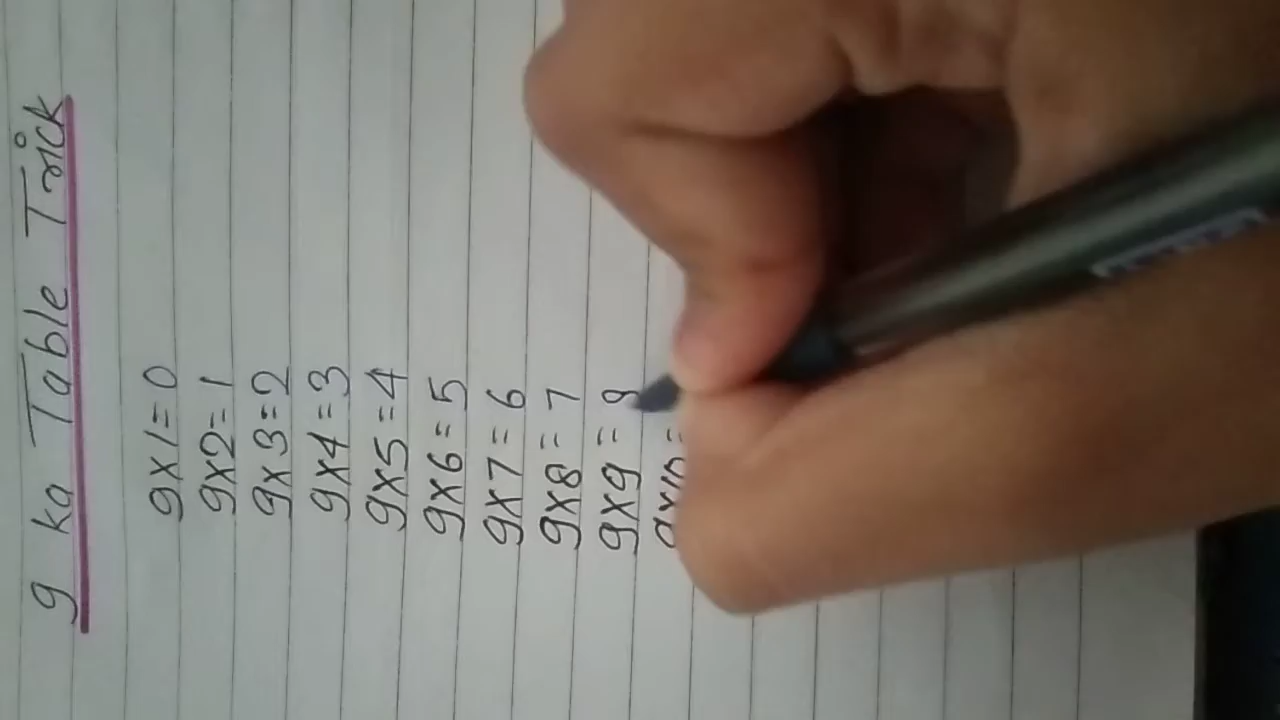 9 ka Table Trick
9x1=0
9x2=1
9x3=2
9x4=3
9x5=4
9x6=5
9x7=6
9x8=7
9x9=8
9x10=